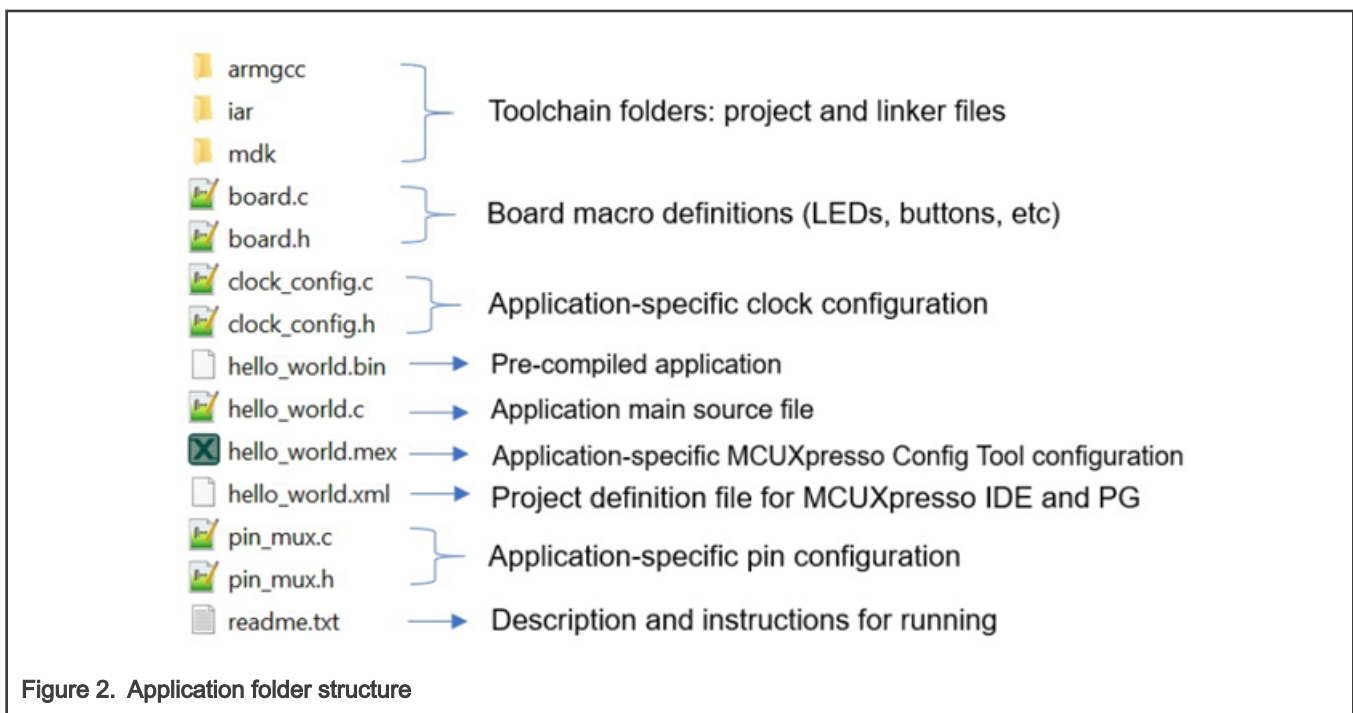 armgcc
iar
mdk
Toolchain folders: project and linker files
board.c
board.h
Board macro definitions (LEDs, buttons, etc)
clock_config.c
clock_config.h
Application-specific clock configuration
hello_world.bin Pre-compiled application
hello_world.c Application main source file
hello_world.mex Application-specific MCUXpresso Config Tool configuration
hello_world.xml Project definition file for MCUXpresso IDE and PG
pin_mux.c
pin_mux.h
Application-specific pin configuration
readme.txt Description and instructions for running
Figure 2. Application folder structure